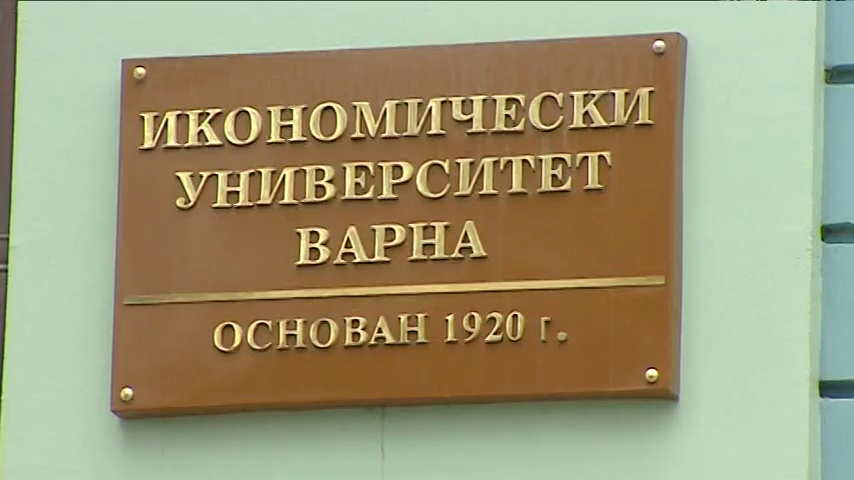 ИКОНОМИЧЕСКИ
УНИВЕРСИТЕТ
ВАРНА
ОСНОВАН 1920 г.